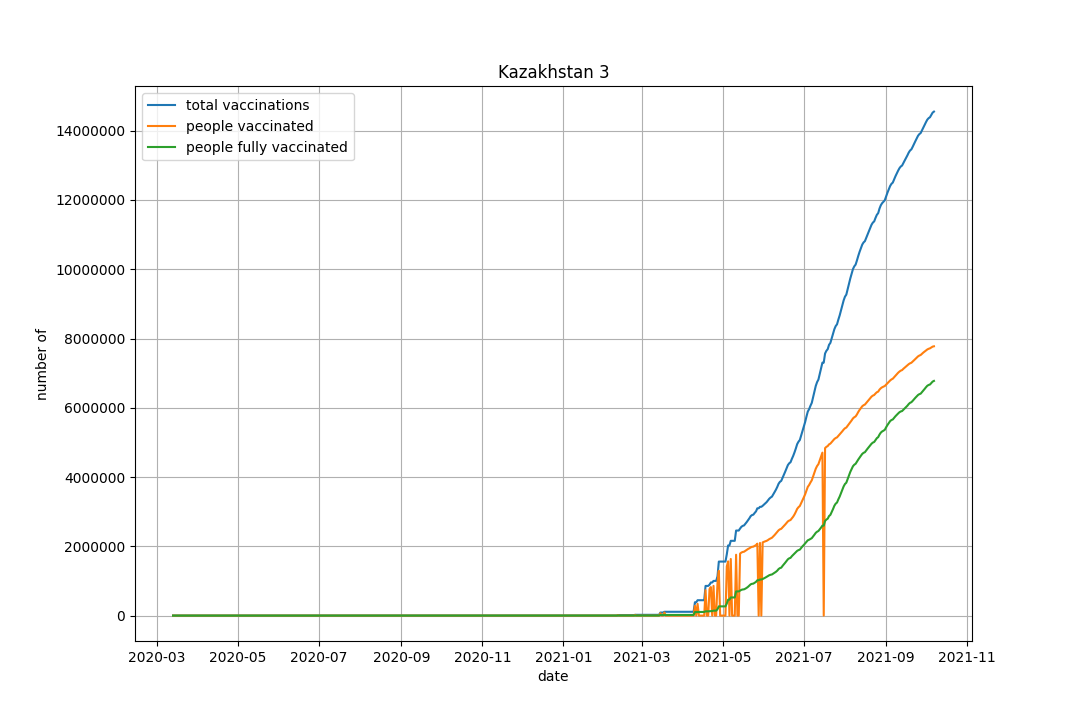 Kazakhstan 3
total vaccinations
people vaccinated
people fully vaccinated
number of
14000000
12000000
10000000
8000000
6000000
4000000
2000000
0
2020-03 2020-05 2020-07 2020-09 2020-11 2021-01 2021-03 2021-05 2021-07 2021-09 2021-11
date